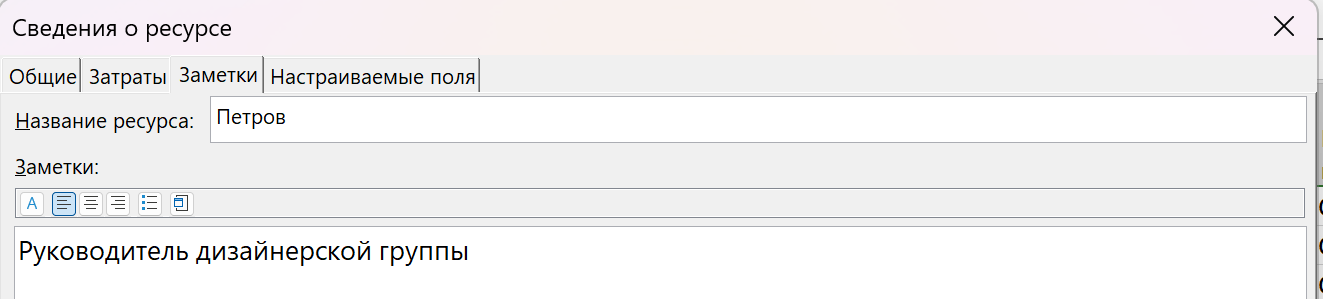 Сведения о ресурсе
Общие Затраты Заметки Настраиваемые поля
Название ресурса: Петров
Заметки:
A
Руководитель дизайнерской группы